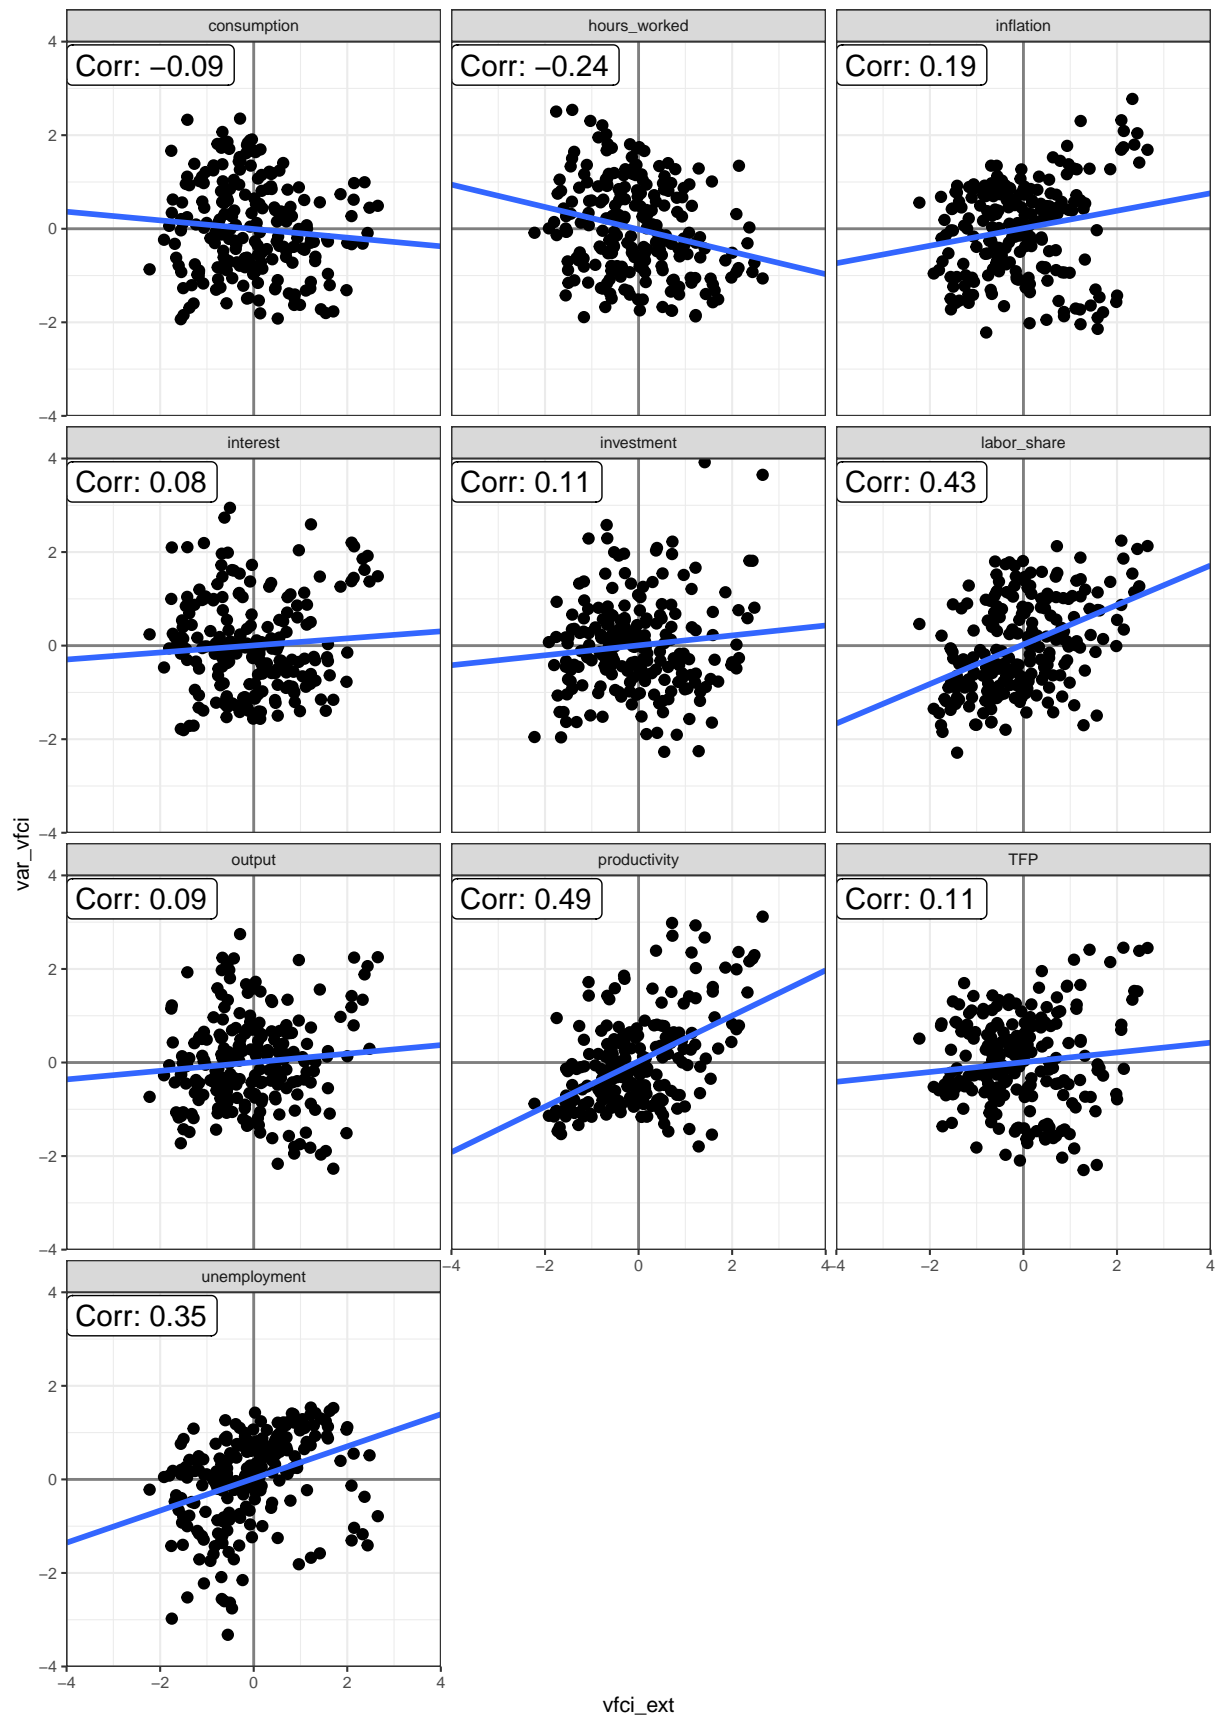 consumption
hours_worked
inflation
Corr: −0.09
Corr: −0.24
Corr: 0.19
4
2
0
−2
−4
interest
investment
labor_share
Corr: 0.08
Corr: 0.11
Corr: 0.43
4
2
0
−2
−4
output
productivity
TFP
Corr: 0.09
Corr: 0.49
Corr: 0.11
4
2
0
−2
−4
−4 −2 0 2 4
−4 −2 0 2 4
unemployment
Corr: 0.35
4
2
0
−2
−4
−4 −2 0 2 4
var_vfci
vfci_ext